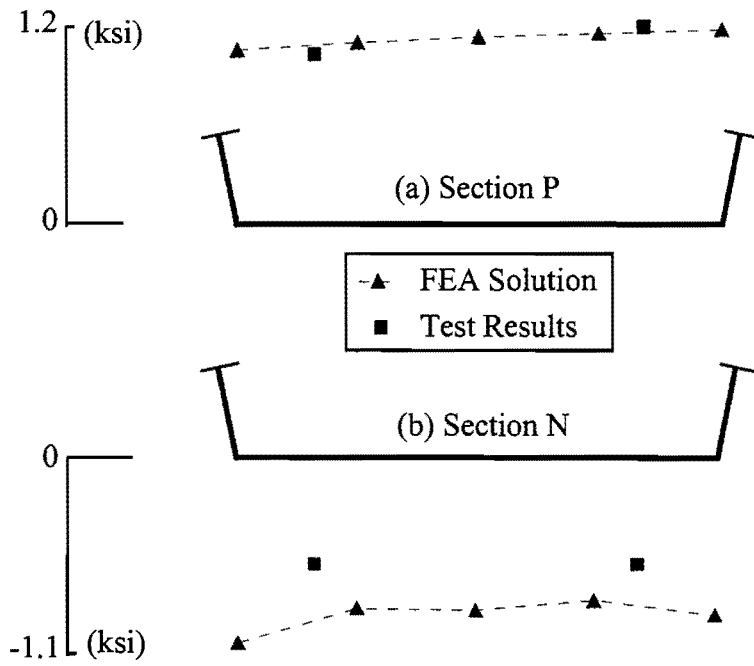 1.2 (ksi)
(a) Section P
0
FEA Solution
Test Results
(b) Section N
0
-1.1 (ksi)